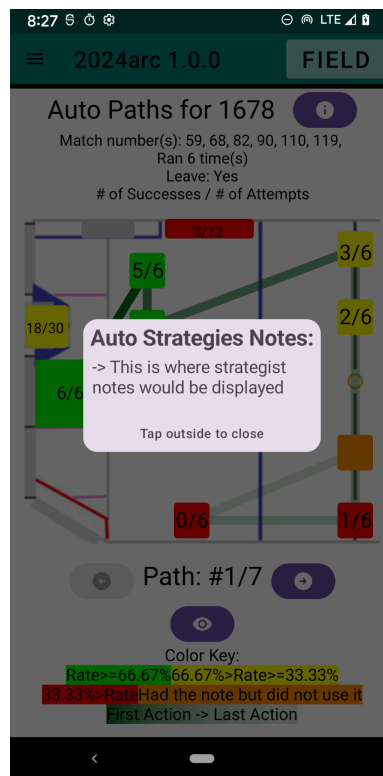 8:27 LTE
2024arc 1.0.0 FIELD
Auto Paths for 1678
Match number(s): 59, 68, 82, 90, 110, 119,
Ran 6 time(s)
Leave: Yes
# of Successes / # of Attempts
3/12
3/6
5/6
2/6
18/30
Auto Strategies Notes:
-> This is where strategist
notes would be displayed
Tap outside to close
6/6
0/6
1/6
Path: #1/7
Color Key:
Rate>=66.67%66.67%>Rate>=33.33%
33.33%>RateHad the note but did not use it
First Action -> Last Action